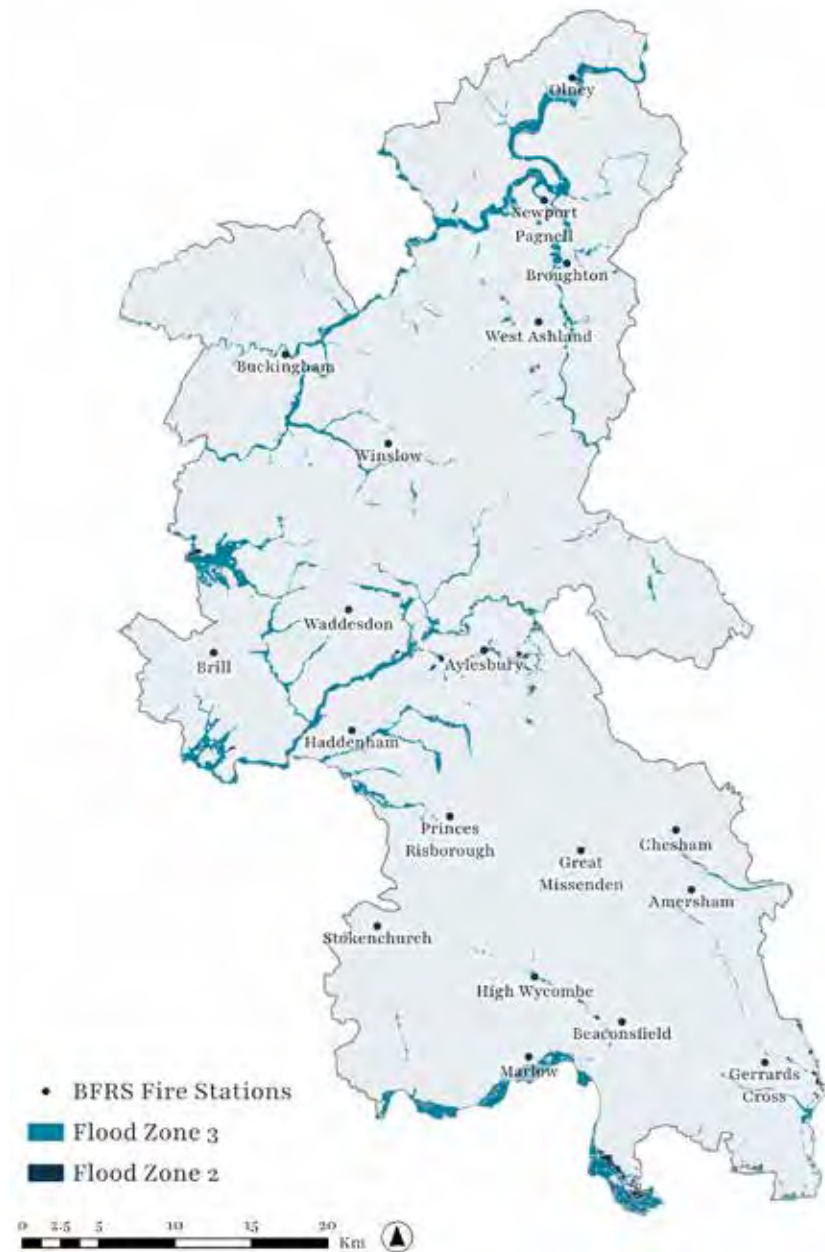 Olney
Newport
Pagnell
Broughton
West Ashland
Buckingham
Winslow
Waddesdon
Brill
Aylesbury
Haddenham
Princes
Risborough
Great
Missenden
Chesham
Amersham
Stokenchurch
High Wycombe
Beaconsfield
Marlow
Gerrards
Cross
BFRS Fire Stations
Flood Zone 3
Flood Zone 2
0 2.5 5 10 15 20
Km